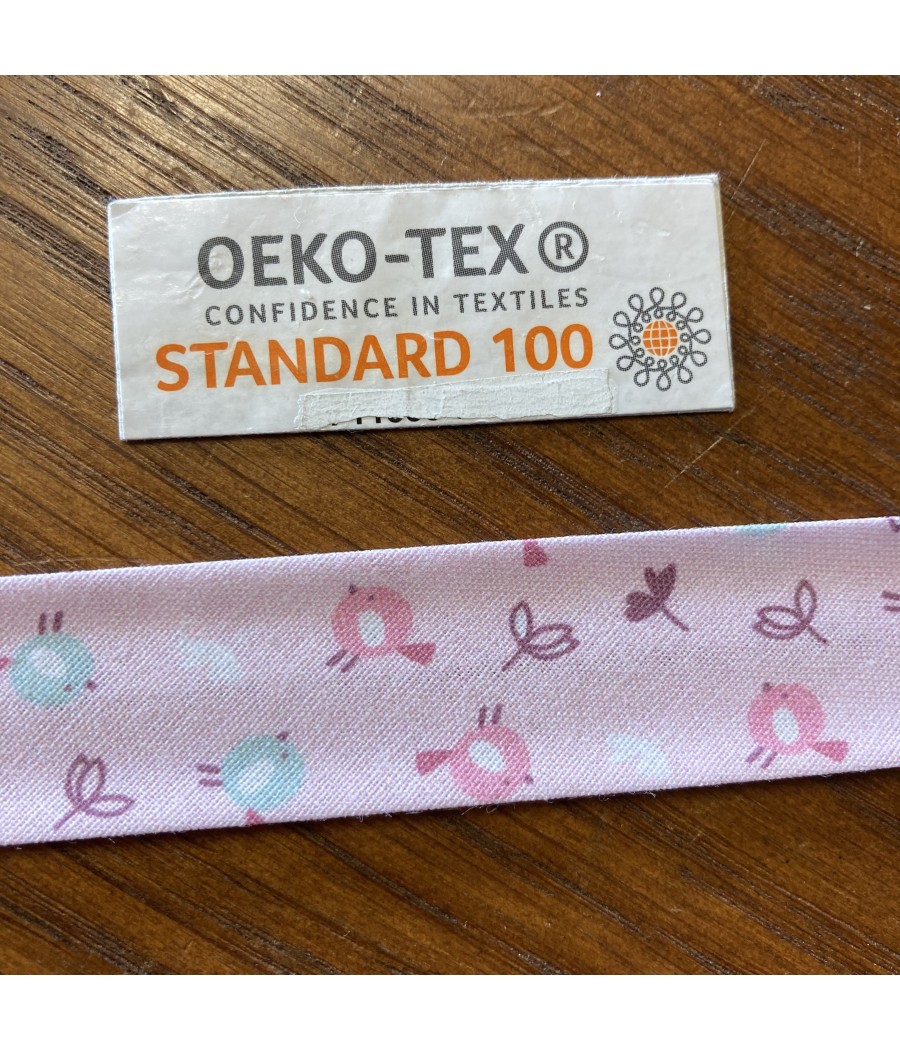 OEKO-TEX®
CONFIDENCE IN TEXTILES
STANDARD 100